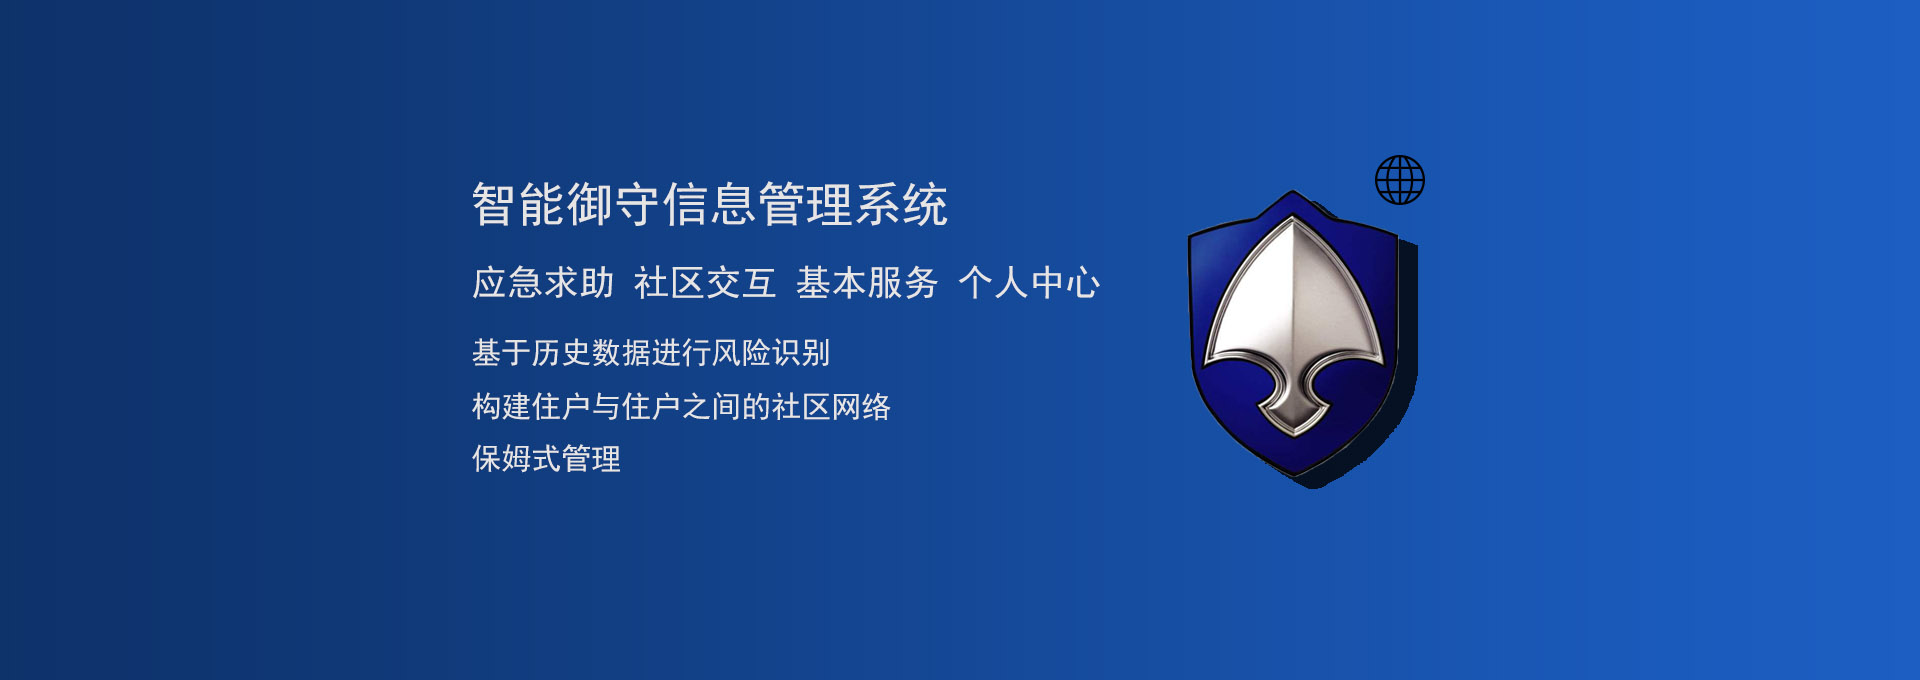 智能御守信息管理系统
应急求助 社区交互 基本服务 个人中心
基于历史数据进行风险识别
构建住户与住户之间的社区网络
保姆式管理